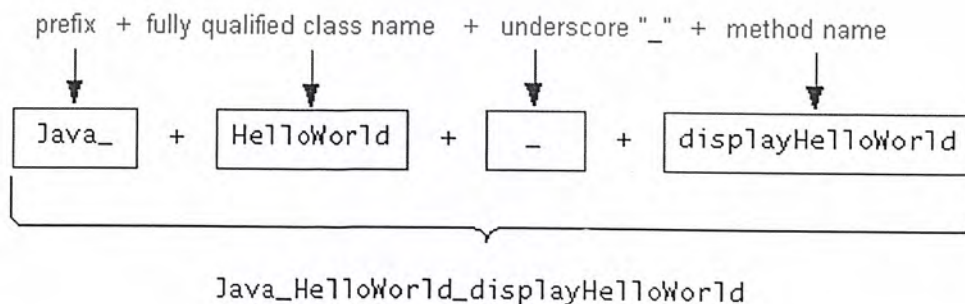 prefix + fully qualified class name + underscore "_" + method name
Java_ + HelloWorld + _ + displayHelloWorld
Java_HelloWorld_displayHelloWorld